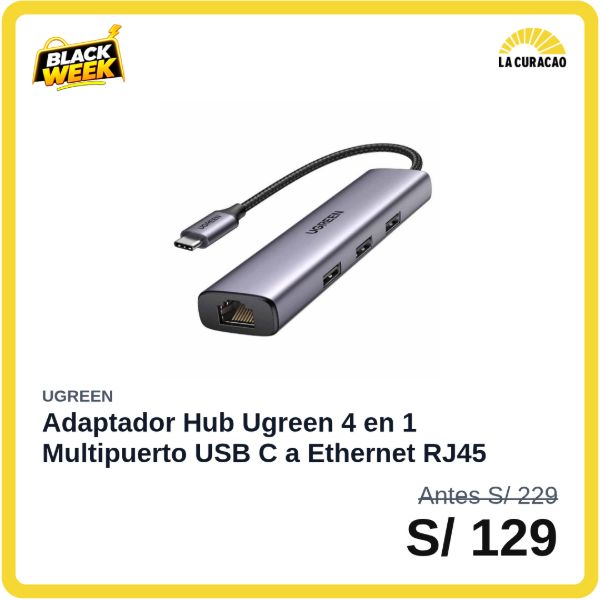 BLACK
WEEK
LA CURACAO
UGREEN
UGREEN
Adaptador Hub Ugreen 4 en 1
Multipuerto USB C a Ethernet RJ45
Antes S/ 229
S/ 129